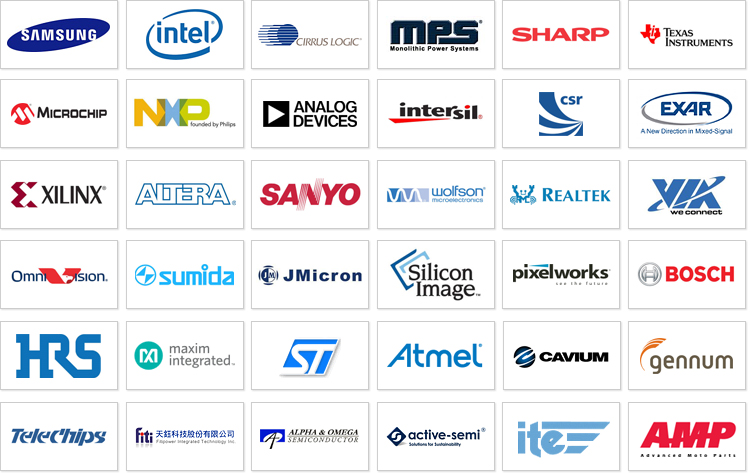 SAMSUNG
intel®
CIRRUS LOGIC®
mps®
Monolithic Power Systems
SHARP
TEXAS
INSTRUMENTS
MICROCHIP
NXP
founded by Philips
ANALOG
DEVICES
intersil®
csr
EXAR
A New Direction in Mixed-Signal
XILINX®
ALTERA®
SANYO
wolfson®
microelectronics
REALTEK
VIA
we connect
OmniVision®
sumida
JM
JMicron
Silicon
Image™
pixelworks
see the future
BOSCH
HRS
maxim
integrated™
ST
Atmel®
CAVIUM
gennum
TeleChips
fiti
天鈺科技股份有限公司
Fitipower Integrated Technology Inc.
ALPHA & OMEGA
SEMICONDUCTOR
active-semi®
Solutions for Sustainability
ite
AMP
Advanced Moto Parts